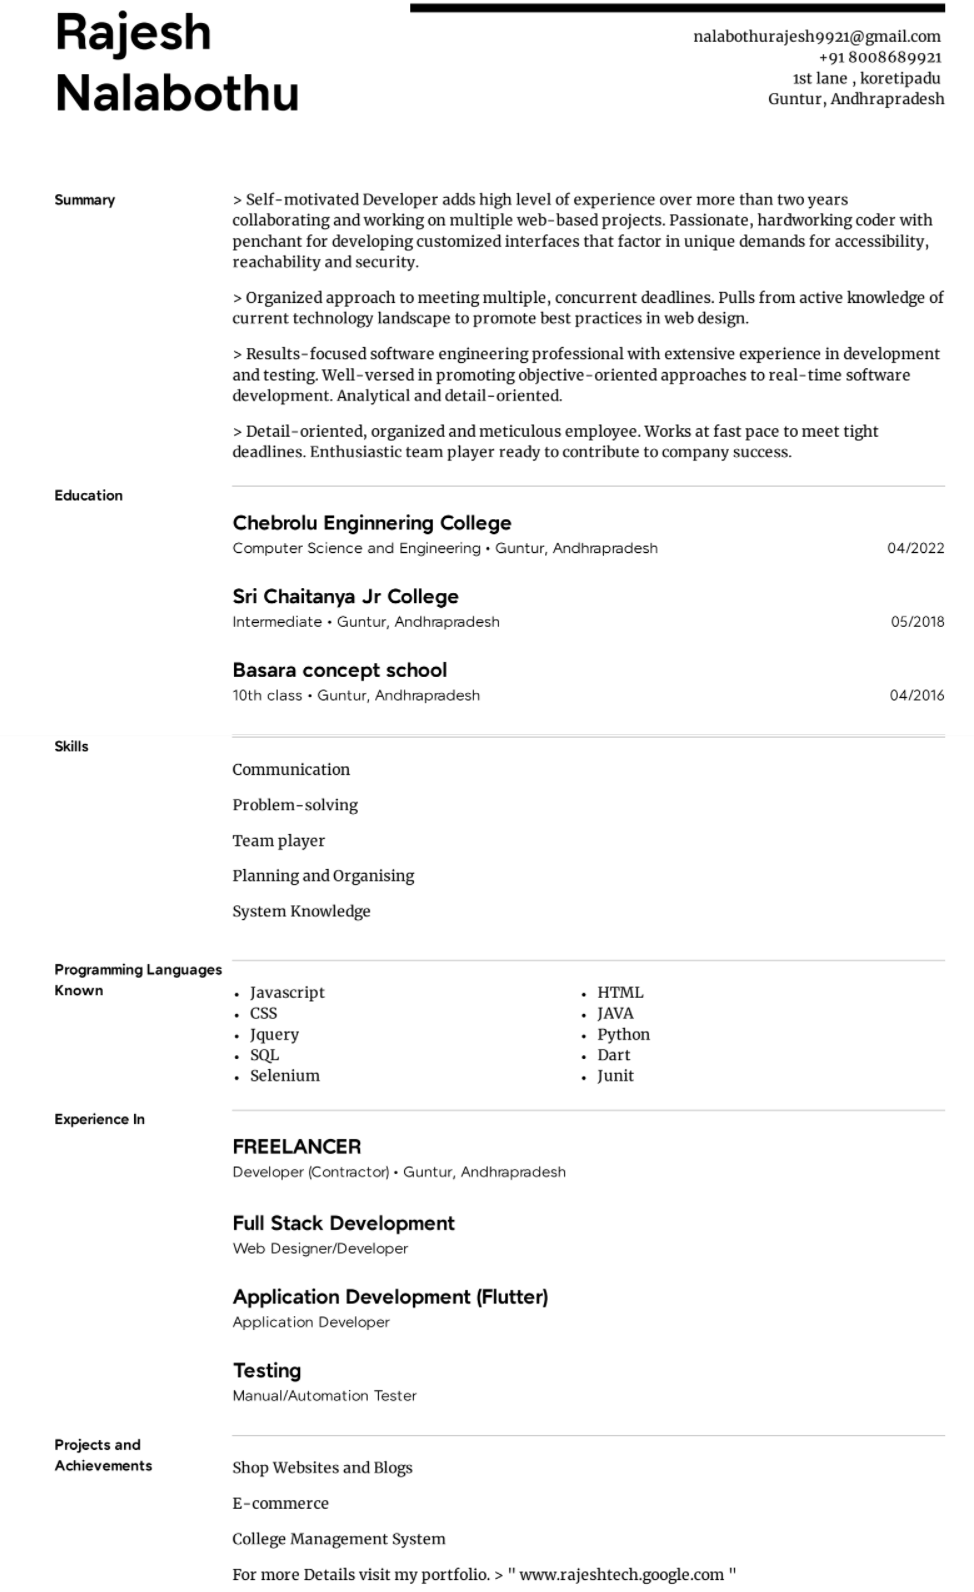 Rajesh
Nalabothu
nalabothurajesh9921@gmail.com
+91 8008689921
1st lane , koretipadu
Guntur, Andhrapradesh
Summary
> Self-motivated Developer adds high level of experience over more than two years
collaborating and working on multiple web-based projects. Passionate, hardworking coder with
penchant for developing customized interfaces that factor in unique demands for accessibility,
reachability and security.
> Organized approach to meeting multiple, concurrent deadlines. Pulls from active knowledge of
current technology landscape to promote best practices in web design.
> Results-focused software engineering professional with extensive experience in development
and testing. Well-versed in promoting objective-oriented approaches to real-time software
development. Analytical and detail-oriented.
> Detail-oriented, organized and meticulous employee. Works at fast pace to meet tight
deadlines. Enthusiastic team player ready to contribute to company success.
Education
Chebrolu Enginnering College
Computer Science and Engineering • Guntur, Andhrapradesh 04/2022
Sri Chaitanya Jr College
Intermediate • Guntur, Andhrapradesh 05/2018
Basara concept school
10th class • Guntur, Andhrapradesh 04/2016
Skills
Communication
Problem-solving
Team player
Planning and Organising
System Knowledge
Programming Languages
Known
• Javascript
• CSS
• Jquery
• SQL
• Selenium
• HTML
• JAVA
• Python
• Dart
• Junit
Experience In
FREELANCER
Developer (Contractor) • Guntur, Andhrapradesh
Full Stack Development
Web Designer/Developer
Application Development (Flutter)
Application Developer
Testing
Manual/Automation Tester
Projects and
Achievements
Shop Websites and Blogs
E-commerce
College Management System
For more Details visit my portfolio. > " www.rajeshtech.google.com "